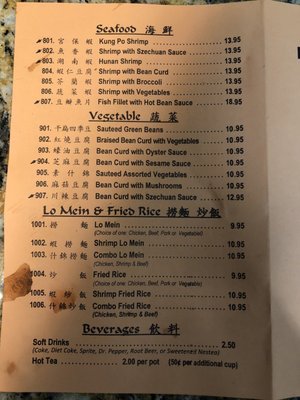 Seafood 海鮮
801. 宮保蝦 Kung Po Shrimp 13.95
802. 魚香蝦 Shrimp with Szechuan Sauce 13.95
803. 湖南蝦 Hunan Shrimp 13.95
804. 蝦仁豆腐 Shrimp with Bean Curd 13.95
805. 芥蘭蝦 Shrimp with Broccoli 13.95
806. 蔬菜蝦 Shrimp with Vegetables 13.95
807. 豆瓣魚片 Fish Fillet with Hot Bean Sauce 18.95
Vegetable 蔬菜
901. 干扁四季豆 Sauteed Green Beans 10.95
902. 紅燒豆腐 Braised Bean Curd with Vegetables 10.95
903. 蠔油豆腐 Bean Curd with Oyster Sauce 10.95
904. 芝麻豆腐 Bean Curd with Sesame Sauce 10.95
905. 素什錦 Sauteed Assorted Vegetables 10.95
906. 麻菇豆腐 Bean Curd with Mushrooms 10.95
907. 川辣豆腐 Bean Curd with Szechuan Sauce 12.95
Lo Mein & Fried Rice 撈麵 炒飯
1001. 撈麵 Lo Mein 9.95
(Choice of one: Chicken, Beef, Pork or Vegetable)
1002. 蝦撈麵 Shrimp Lo Mein 10.95
1003. 什錦撈麵 Combo Lo Mein 10.95
(Chicken, Shrimp & Beef)
1004. 炒飯 Fried Rice 9.95
(Choice of one: Chicken, Beef, Pork or Vegetable)
1005. 蝦炒飯 Shrimp Fried Rice 10.95
1006. 什錦炒飯 Combo Fried Rice 10.95
(Chicken, Shrimp & Beef)
Beverages 飲料
Soft Drinks 2.50
(Coke, Diet Coke, Sprite, Dr. Pepper, Root Beer, or Sweetened Nestea)
Hot Tea 2.00 per pot (50¢ per additional cup)
with